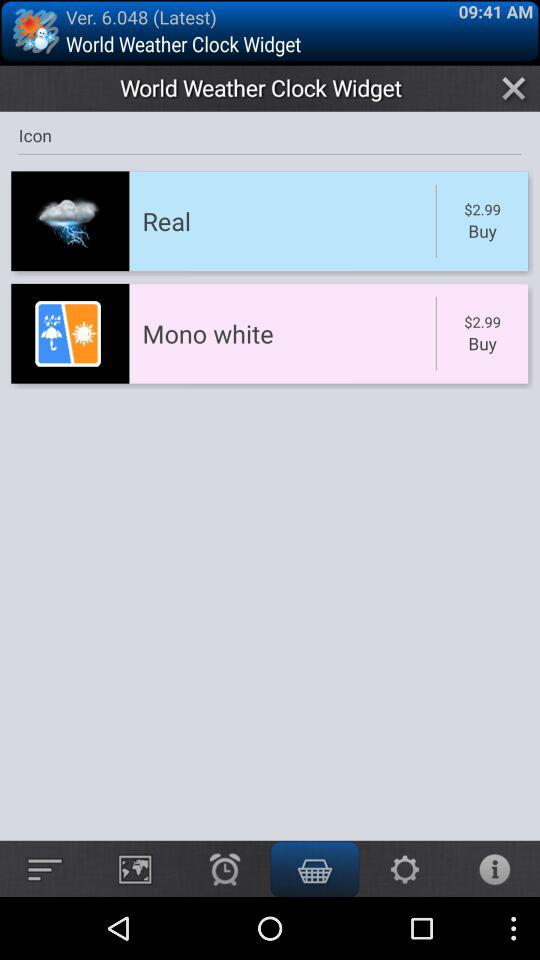 09:41 AM
Ver. 6.048 (Latest)
World Weather Clock Widget
World Weather Clock Widget
Icon
Real
$2.99
Buy
Mono white
$2.99
Buy